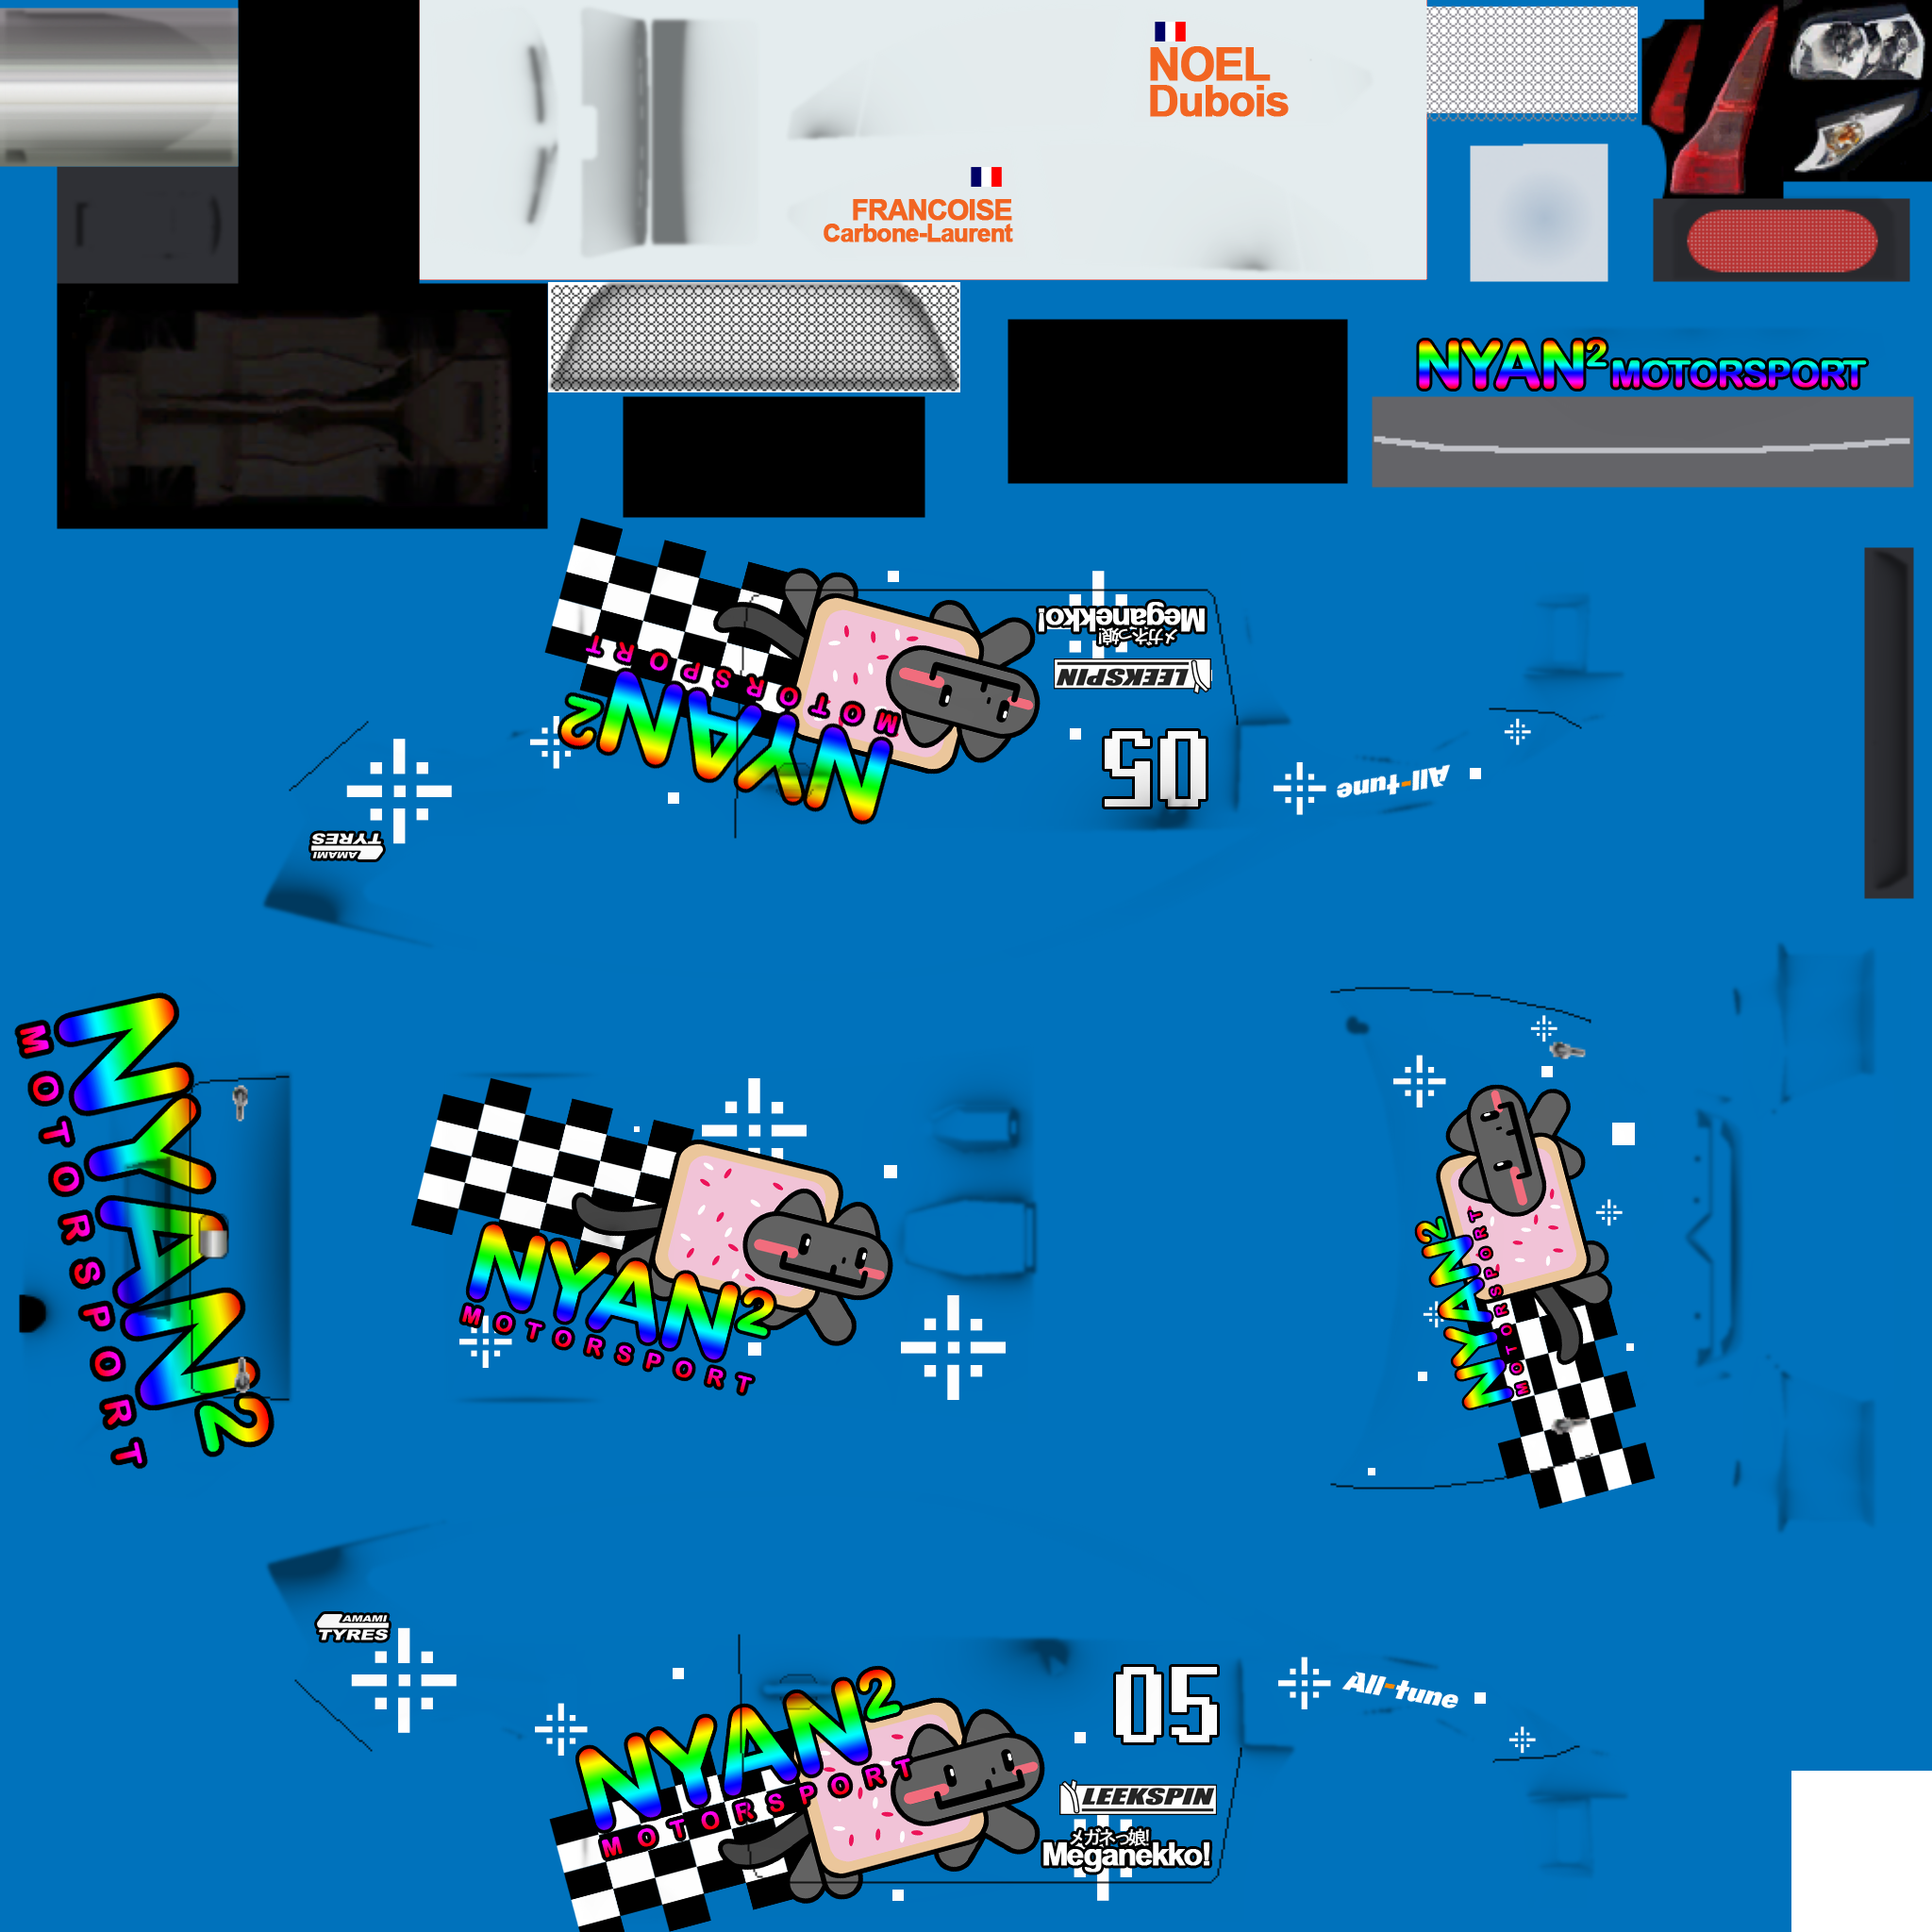 NOEL
Dubois
FRANCOISE
Carbone-Laurent
NYAN2 MOTORSPORT
Meganekko!
メガネっ娘!
LEEKSPIN
MOTORSPORT
NYAN2
05
All-tune
AMAMI
TYRES
NYAN2
MOTORSPORT
NYAN2
MOTORSPORT
NYAN2
MOTORSPORT
AMAMI
TYRES
05
All-tune
NYAN2
MOTORSPORT
LEEKSPIN
メガネっ娘!
Meganekko!